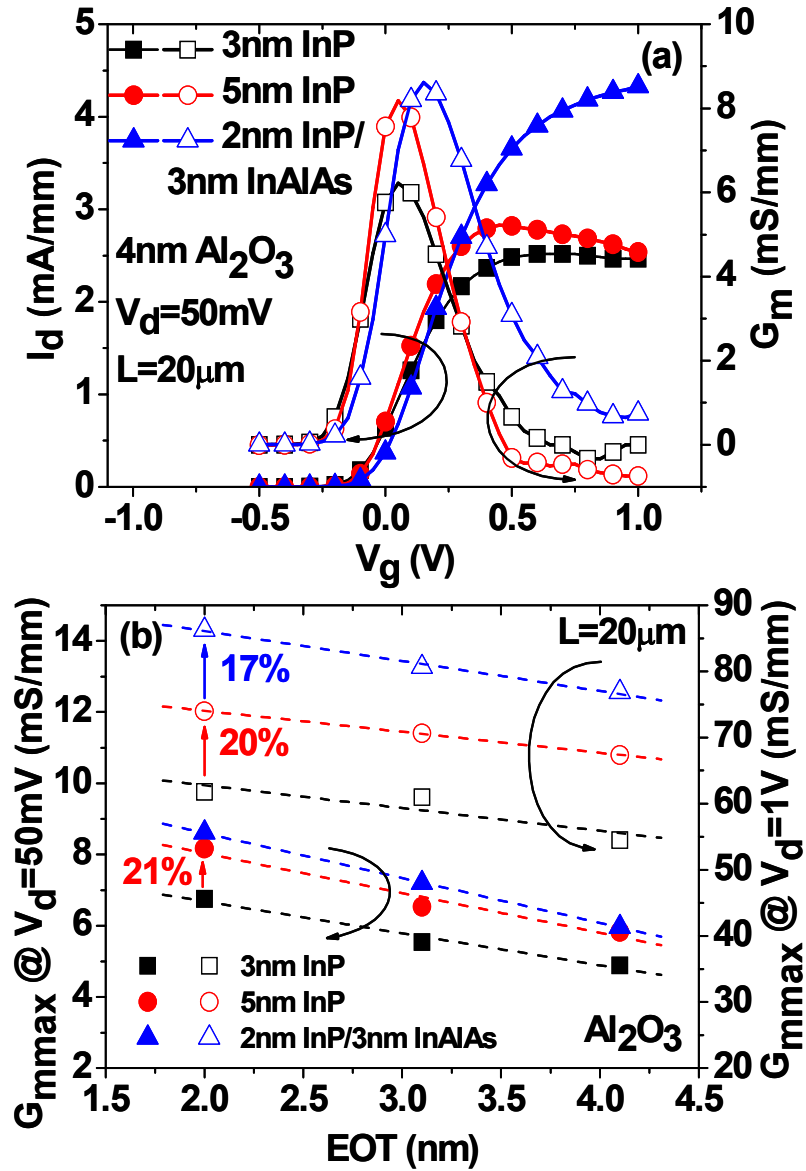 3nm InP
5nm InP
2nm InP/
3nm InAlAs
(a)
4nm Al₂O₃
V_d=50mV
L=20μm
I_d (mA/mm)
5
4
3
2
1
0
G_m (mS/mm)
10
8
6
4
2
0
-1.0 -0.5 0.0 0.5 1.0
V_g (V)
(b)
L=20μm
17%
20%
21%
3nm InP
5nm InP
2nm InP/3nm InAlAs
Al₂O₃
G_mmax @ V_d=50mV (mS/mm)
14
12
10
8
6
4
2
G_mmax @ V_d=1V (mS/mm)
90
80
70
60
50
40
30
20
1.5 2.0 2.5 3.0 3.5 4.0 4.5
EOT (nm)